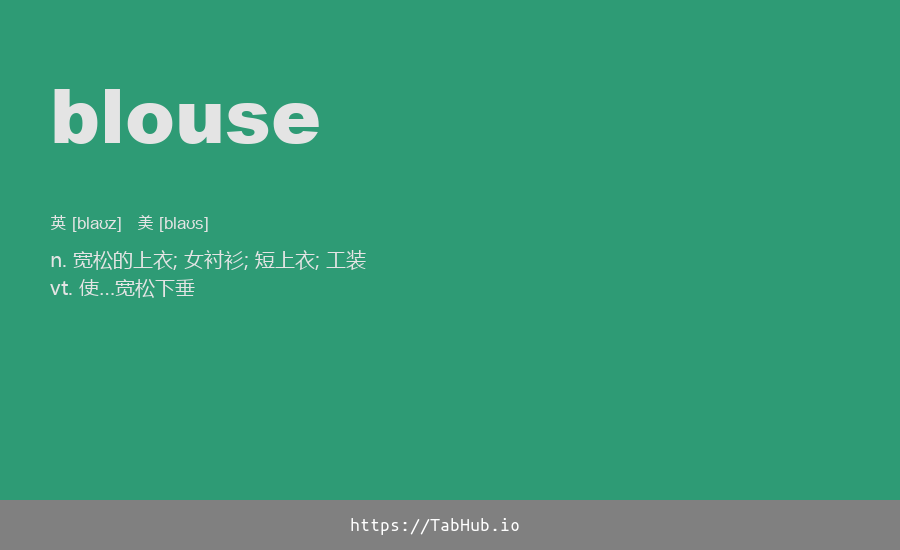 blouse
英 [blaʊz] 美 [blaʊs]
n. 宽松的上衣; 女衬衫; 短上衣; 工装
vt. 使...宽松下垂
https://TabHub.io